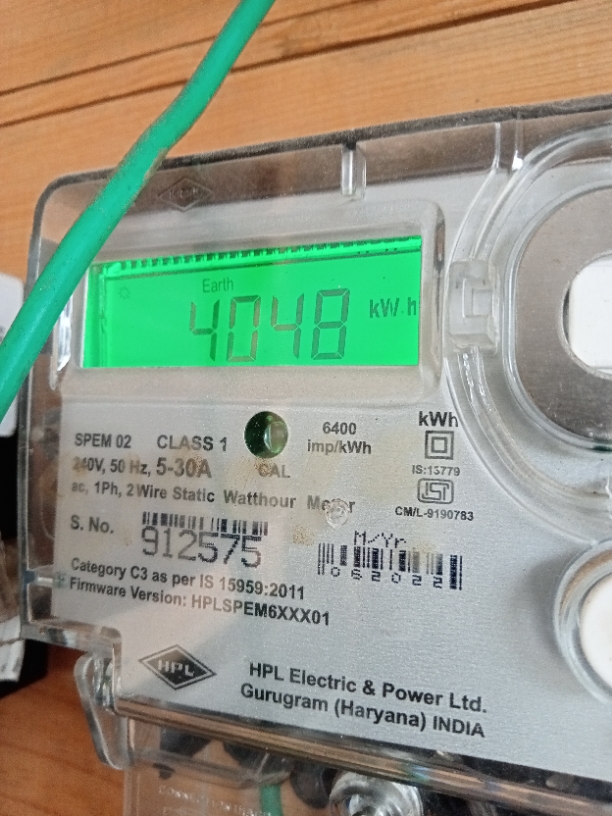 Earth
4048 kW.h
SPEM 02 CLASS 1
6400
imp/kWh
kWh
240V, 50 Hz, 5-30A
CAL
IS:13779
ac, 1Ph, 2 Wire Static Watthour Meter
CM/L-9190783
S. No.
912575
M/Yr
062022
Category C3 as per IS 15959:2011
Firmware Version: HPLSPEM6XXX01
HPL
HPL Electric & Power Ltd.
Gurugram (Haryana) INDIA